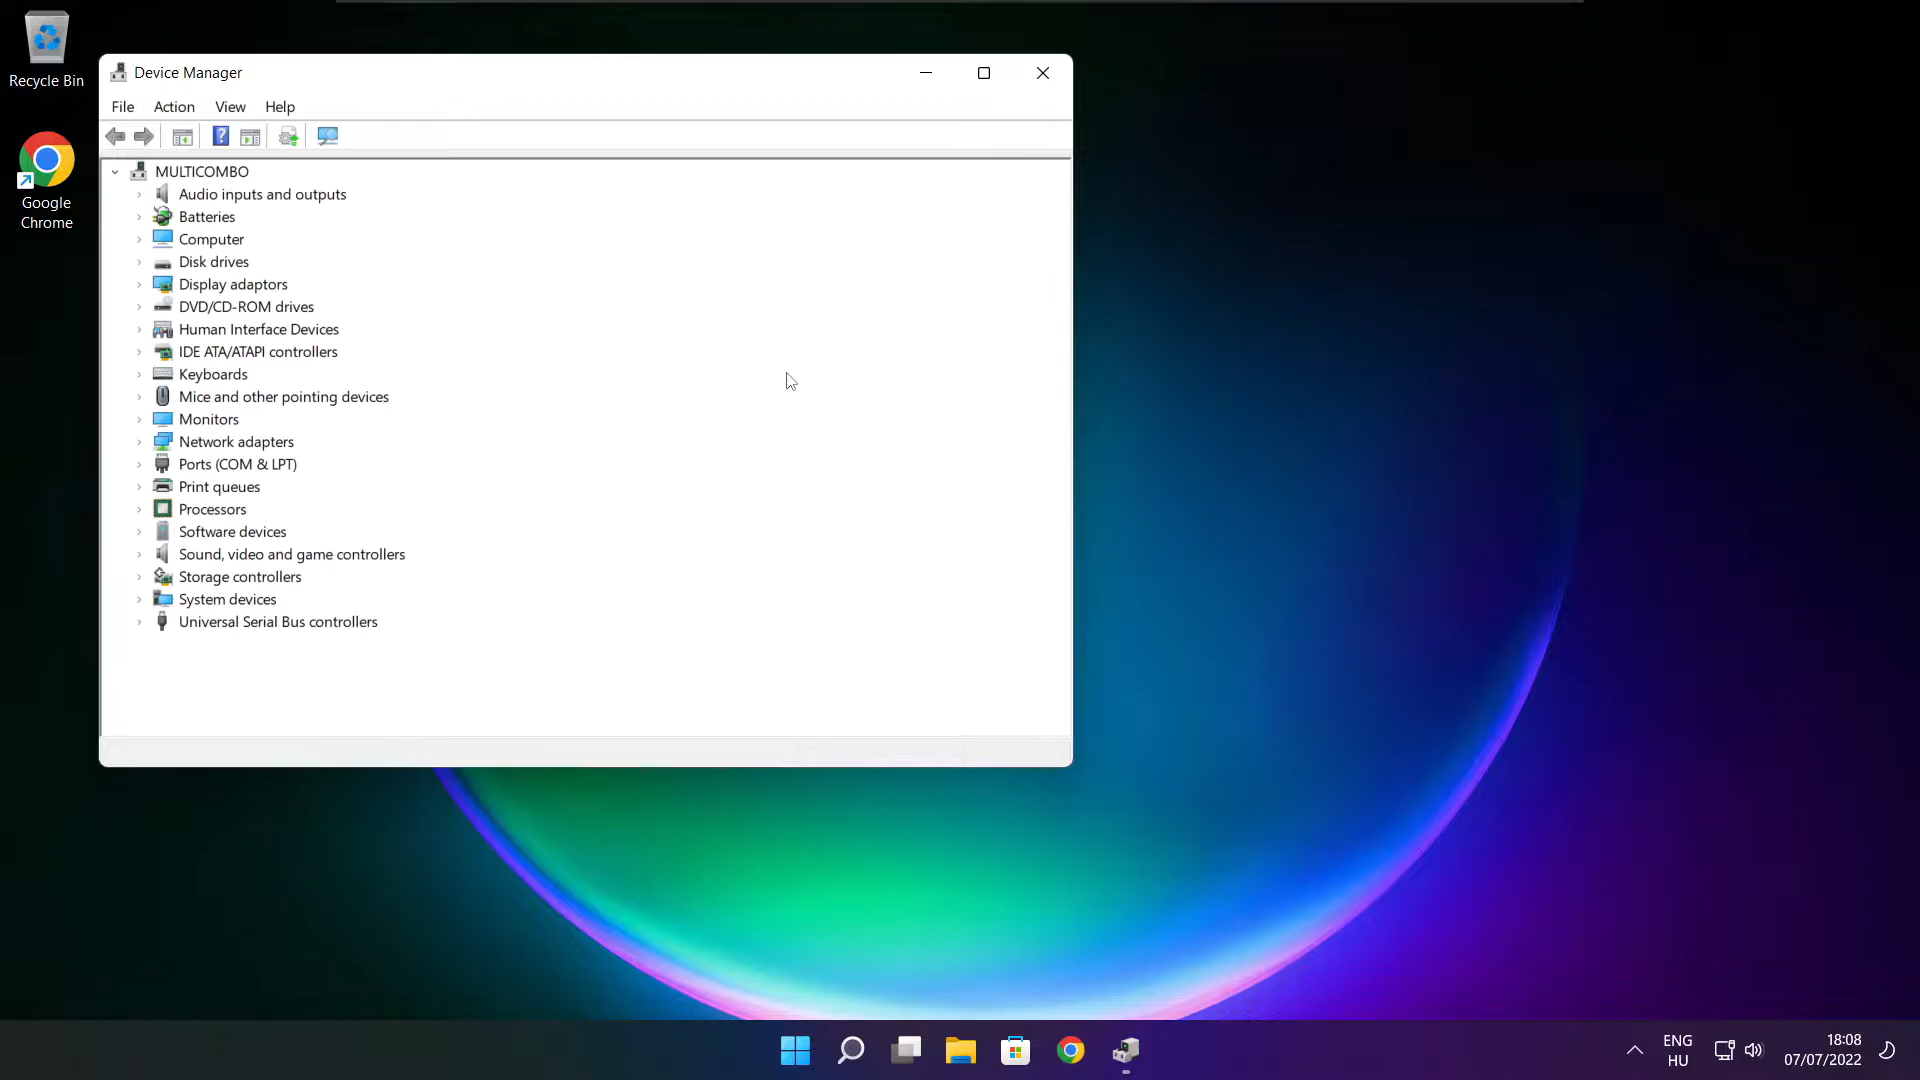 Recycle Bin
Google
Chrome
Device Manager
File Action View Help
MULTICOMBO
Audio inputs and outputs
Batteries
Computer
Disk drives
Display adaptors
DVD/CD-ROM drives
Human Interface Devices
IDE ATA/ATAPI controllers
Keyboards
Mice and other pointing devices
Monitors
Network adapters
Ports (COM & LPT)
Print queues
Processors
Software devices
Sound, video and game controllers
Storage controllers
System devices
Universal Serial Bus controllers
ENG
HU
18:08
07/07/2022